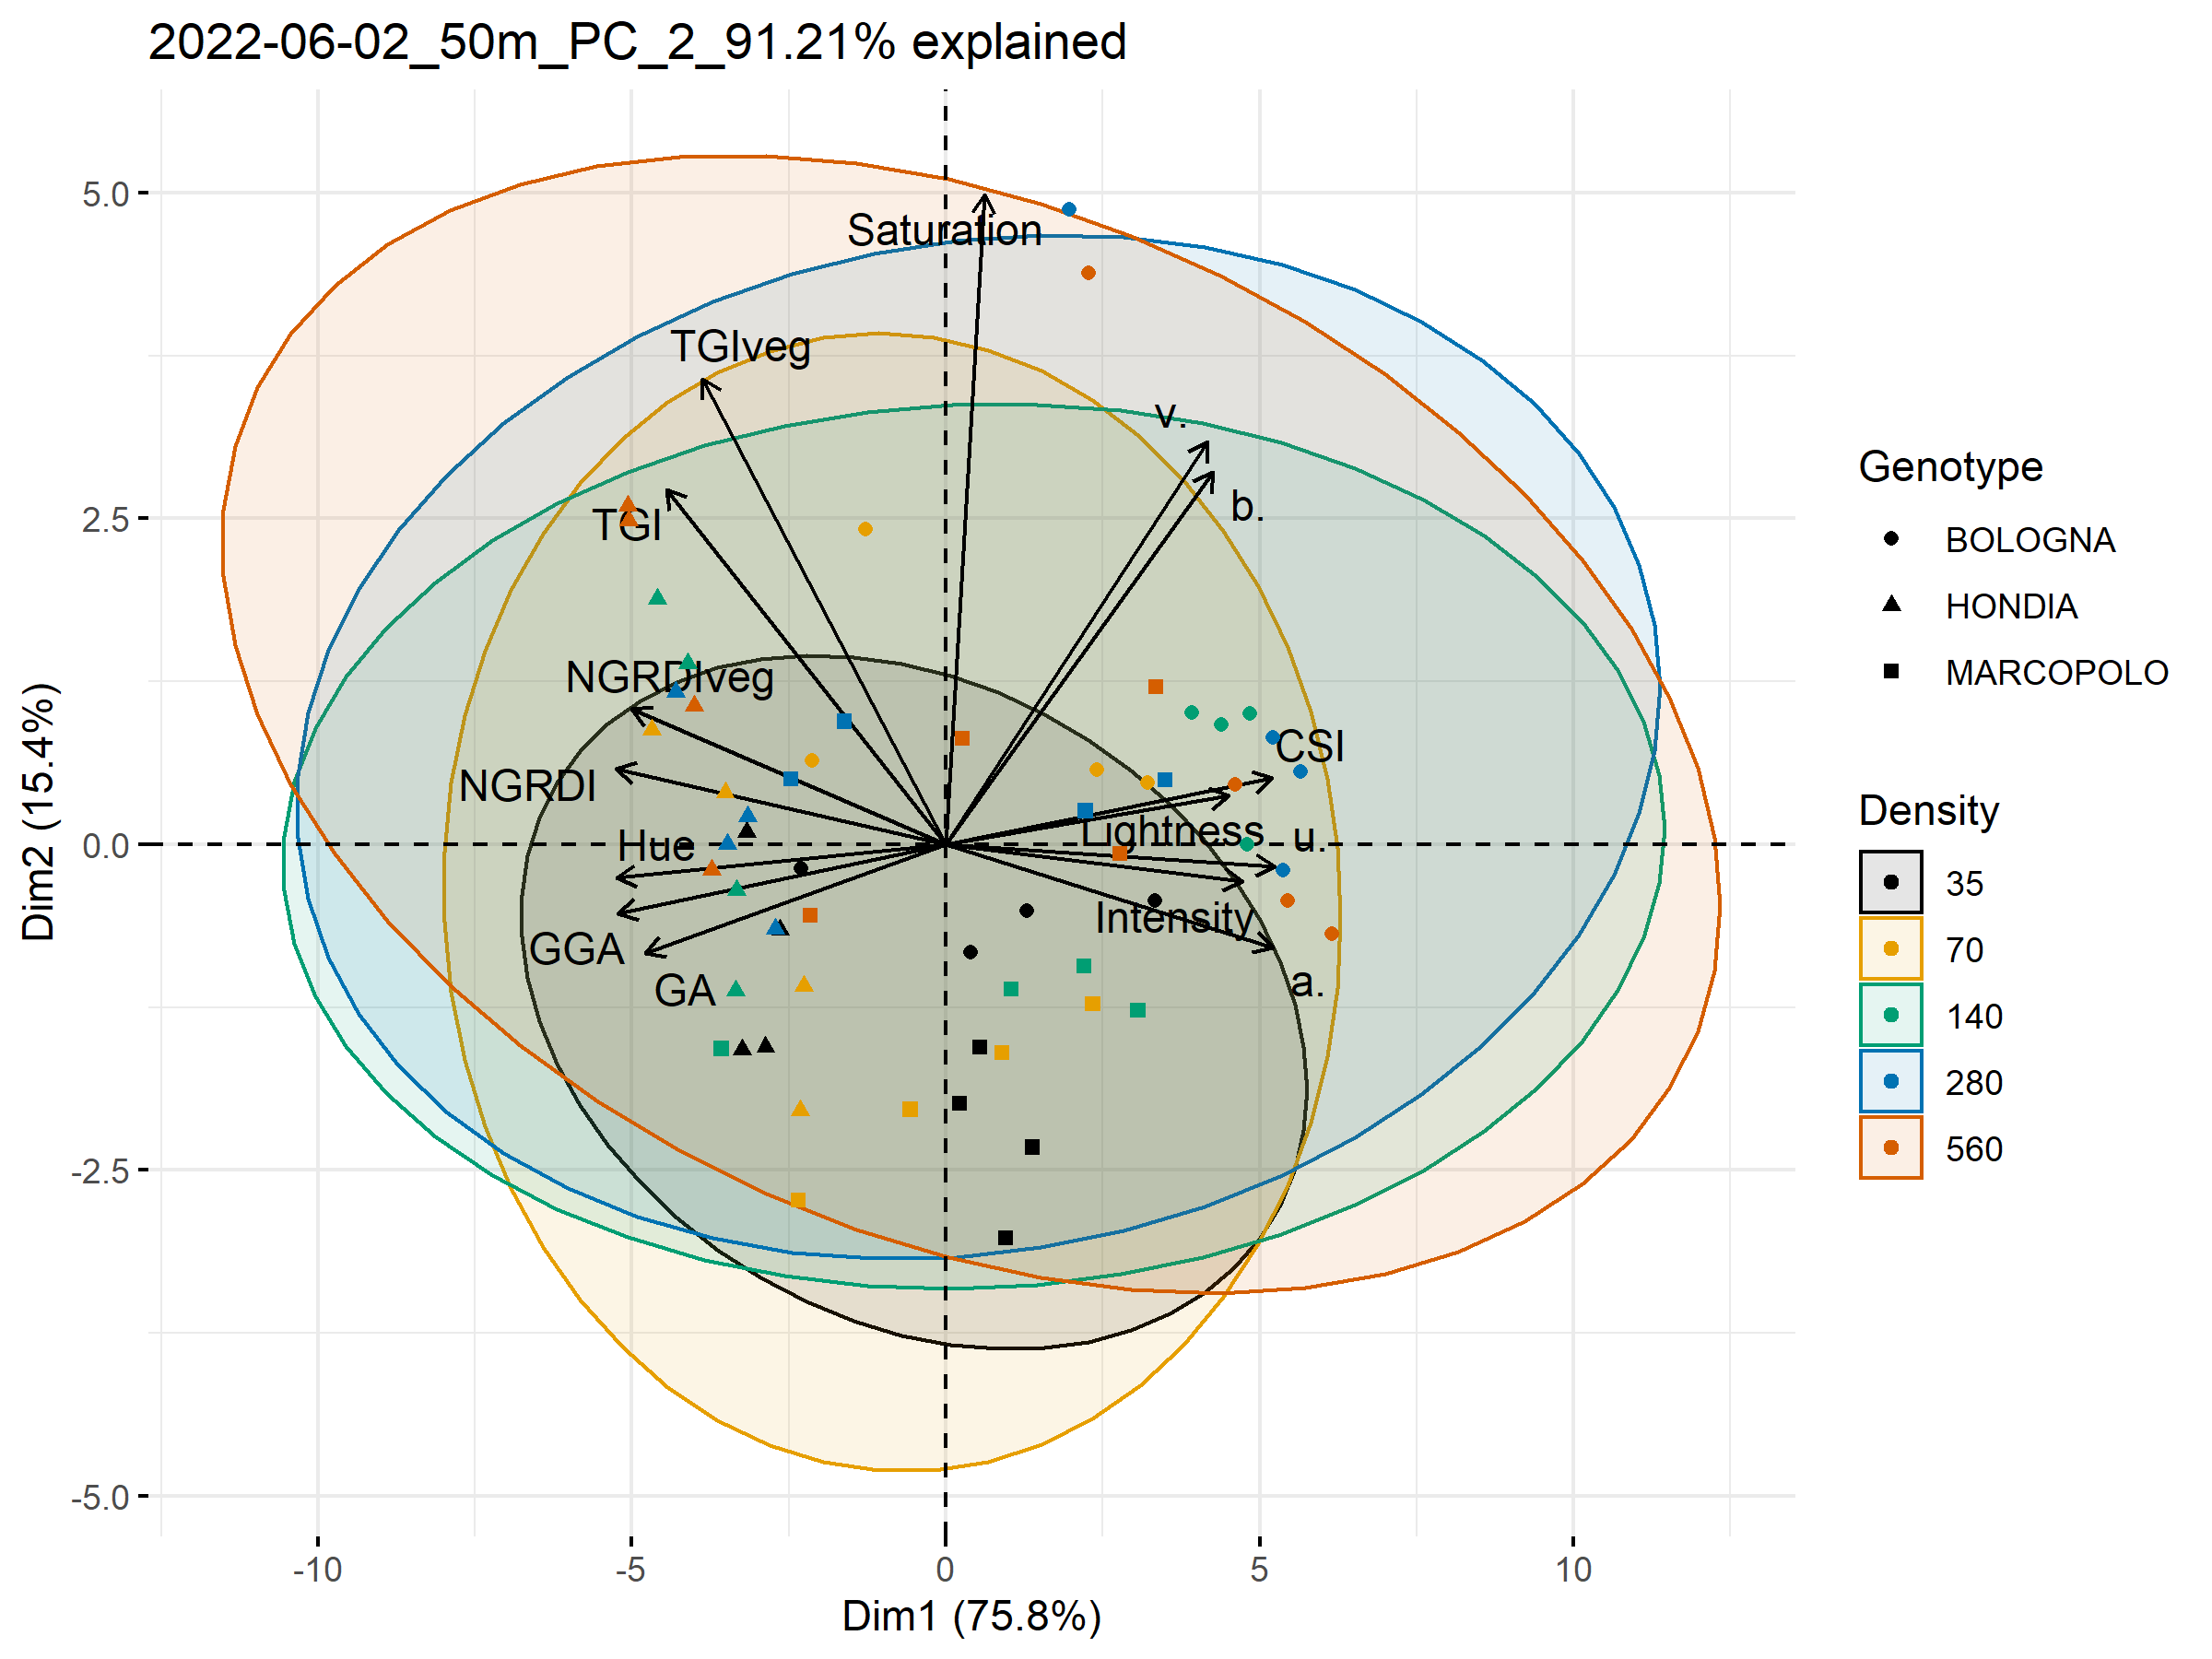 2022-06-02_50m_PC_2_91.21% explained
Dim2 (15.4%)
5.0
2.5
0.0
-2.5
-5.0
Saturation
TGIveg
v.
b.
TGI
NGRDIveg
CSI
NGRDI
Lightness
u.
Hue
Intensity
GGA
GA
a.
-10
-5
0
5
10
Dim1 (75.8%)
Genotype
BOLOGNA
HONDIA
MARCOPOLO
Density
35
70
140
280
560